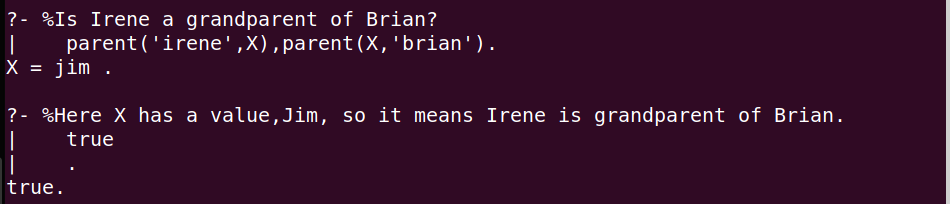 ?- %Is Irene a grandparent of Brian?
|    parent('irene',X),parent(X,'brian').
X = jim .
?- %Here X has a value,Jim, so it means Irene is grandparent of Brian.
|    true
|    .
true.